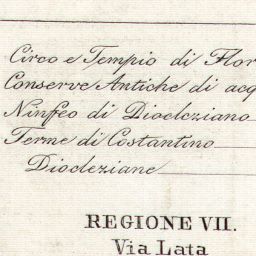 Circo e Tempio di Flor
Conserve Antiche di acq
Ninfeo di Diocleziano
Terme di Costantino
Diocleziane
REGIONE VII.
Via Lata